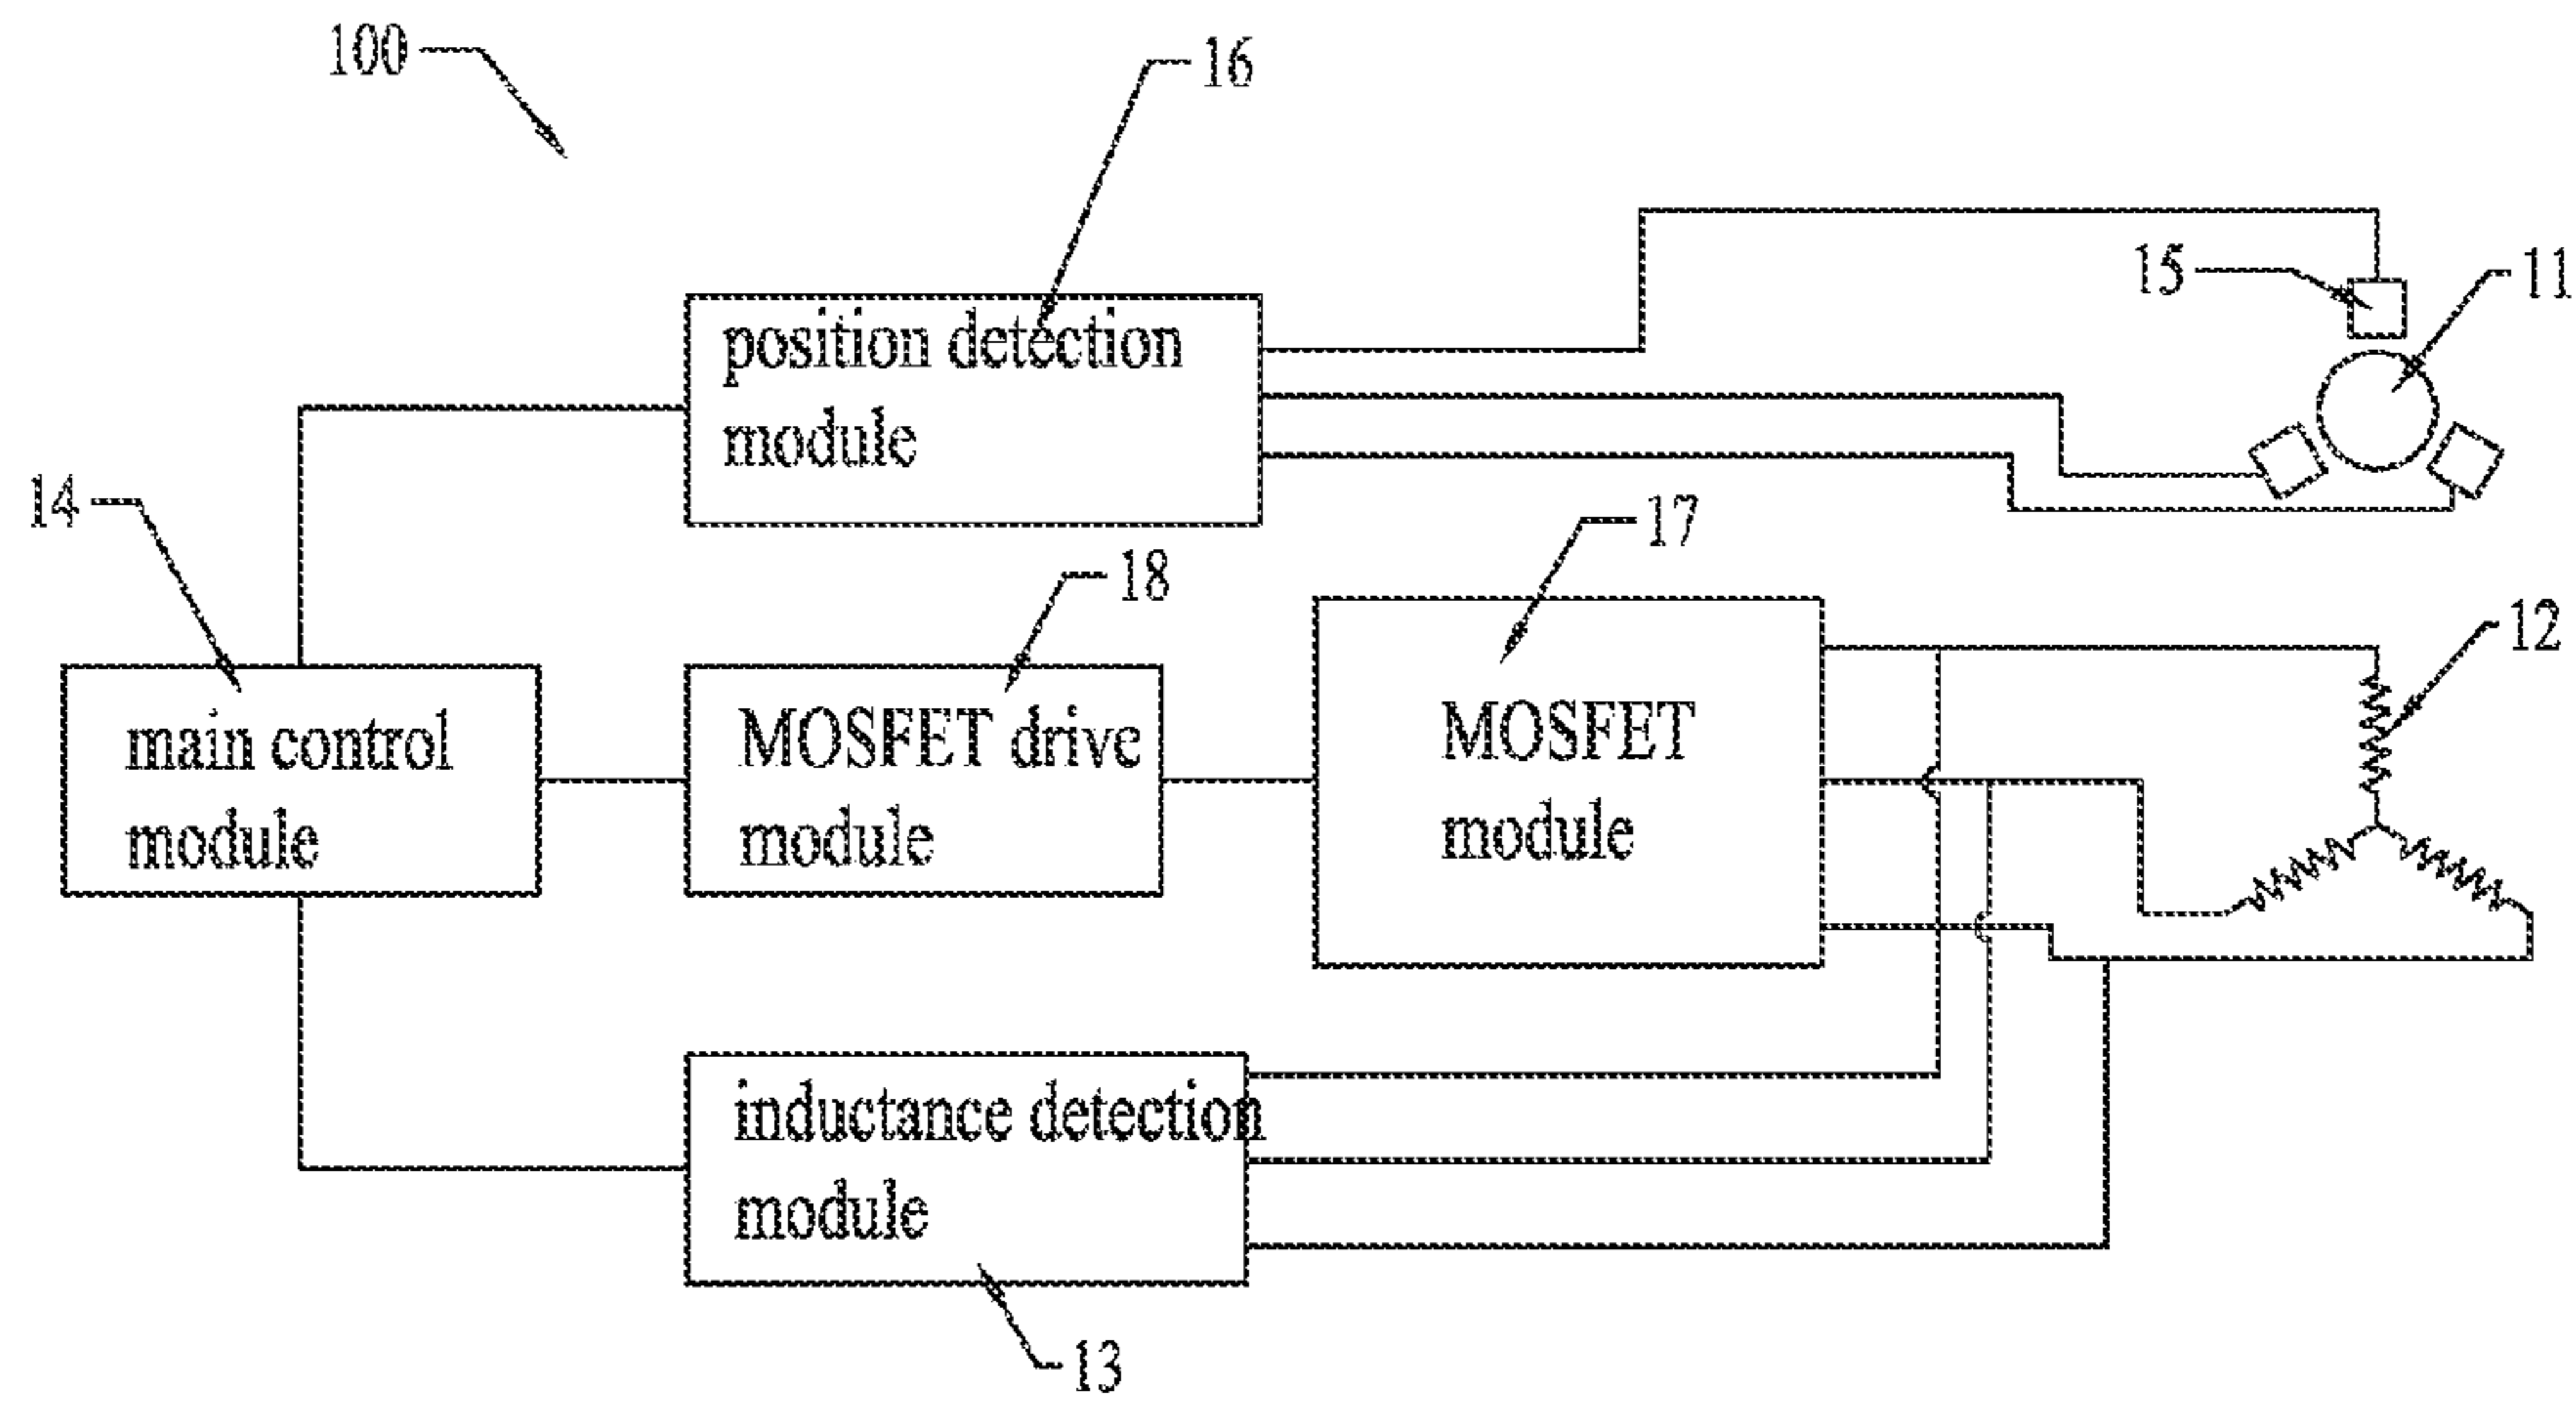 100
16
15
11
position detection
module
14
17
18
12
main control
module
MOSFET drive
module
MOSFET
module
inductance detection
module
13